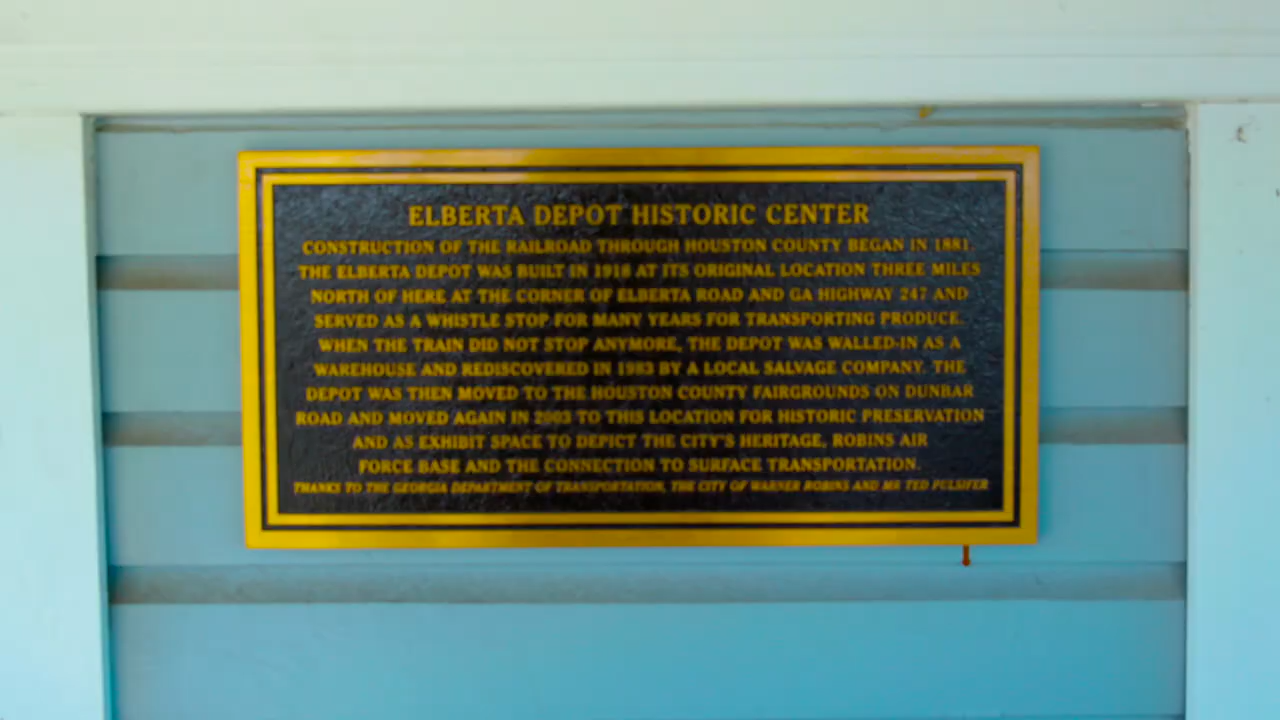 ELBERTA DEPOT HISTORIC CENTER
CONSTRUCTION OF THE RAILROAD THROUGH HOUSTON COUNTY BEGAN IN 1881.
THE ELBERTA DEPOT WAS BUILT IN 1918 AT ITS ORIGINAL LOCATION THREE MILES
NORTH OF HERE AT THE CORNER OF ELBERTA ROAD AND GA HIGHWAY 247 AND
SERVED AS A WHISTLE STOP FOR MANY YEARS FOR TRANSPORTING PRODUCE.
WHEN THE TRAIN DID NOT STOP ANYMORE, THE DEPOT WAS WALLED-IN AS A
WAREHOUSE AND REDISCOVERED IN 1983 BY A LOCAL SALVAGE COMPANY. THE
DEPOT WAS THEN MOVED TO THE HOUSTON COUNTY FAIRGROUNDS ON DUNBAR
ROAD AND MOVED AGAIN IN 2003 TO THIS LOCATION FOR HISTORIC PRESERVATION
AND AS EXHIBIT SPACE TO DEPICT THE CITY'S HERITAGE, ROBINS AIR
FORCE BASE AND THE CONNECTION TO SURFACE TRANSPORTATION.
THANKS TO THE GEORGIA DEPARTMENT OF TRANSPORTATION, THE CITY OF WARNER ROBINS AND MR TED PULSIFER